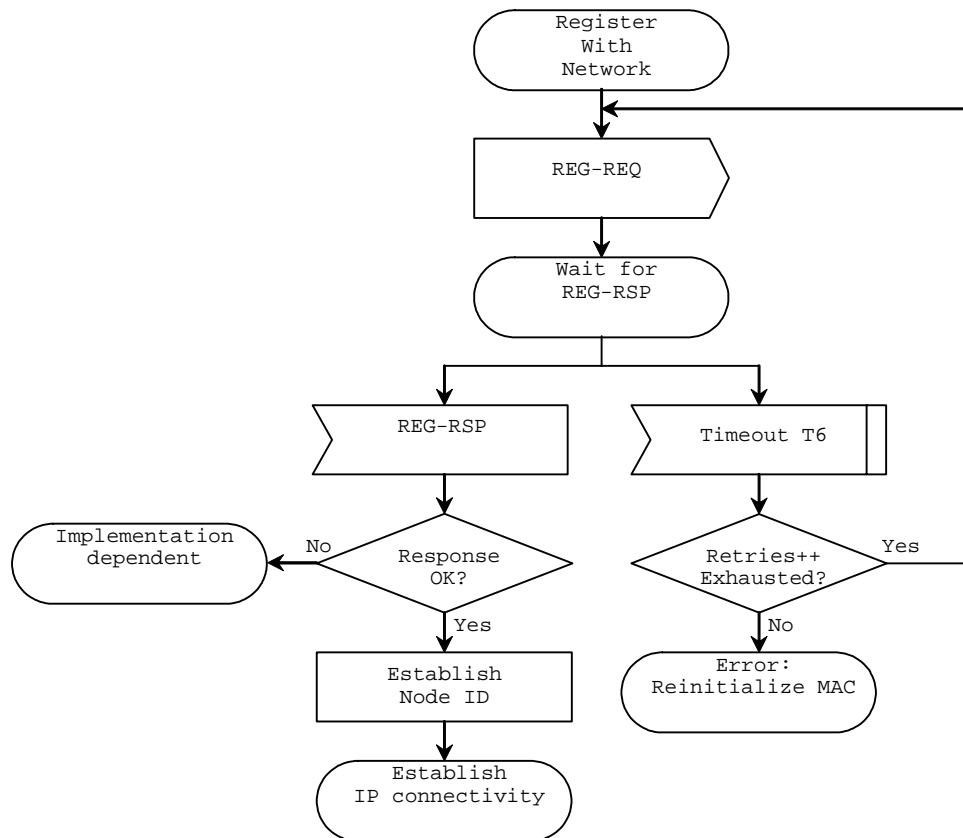 Register
With
Network
REG-REQ
Wait for
REG-RSP
REG-RSP
Timeout T6
Implementation
dependent
No
Response
OK?
Retries++
Exhausted?
Yes
Yes
No
Establish
Node ID
Error:
Reinitialize MAC
Establish
IP connectivity